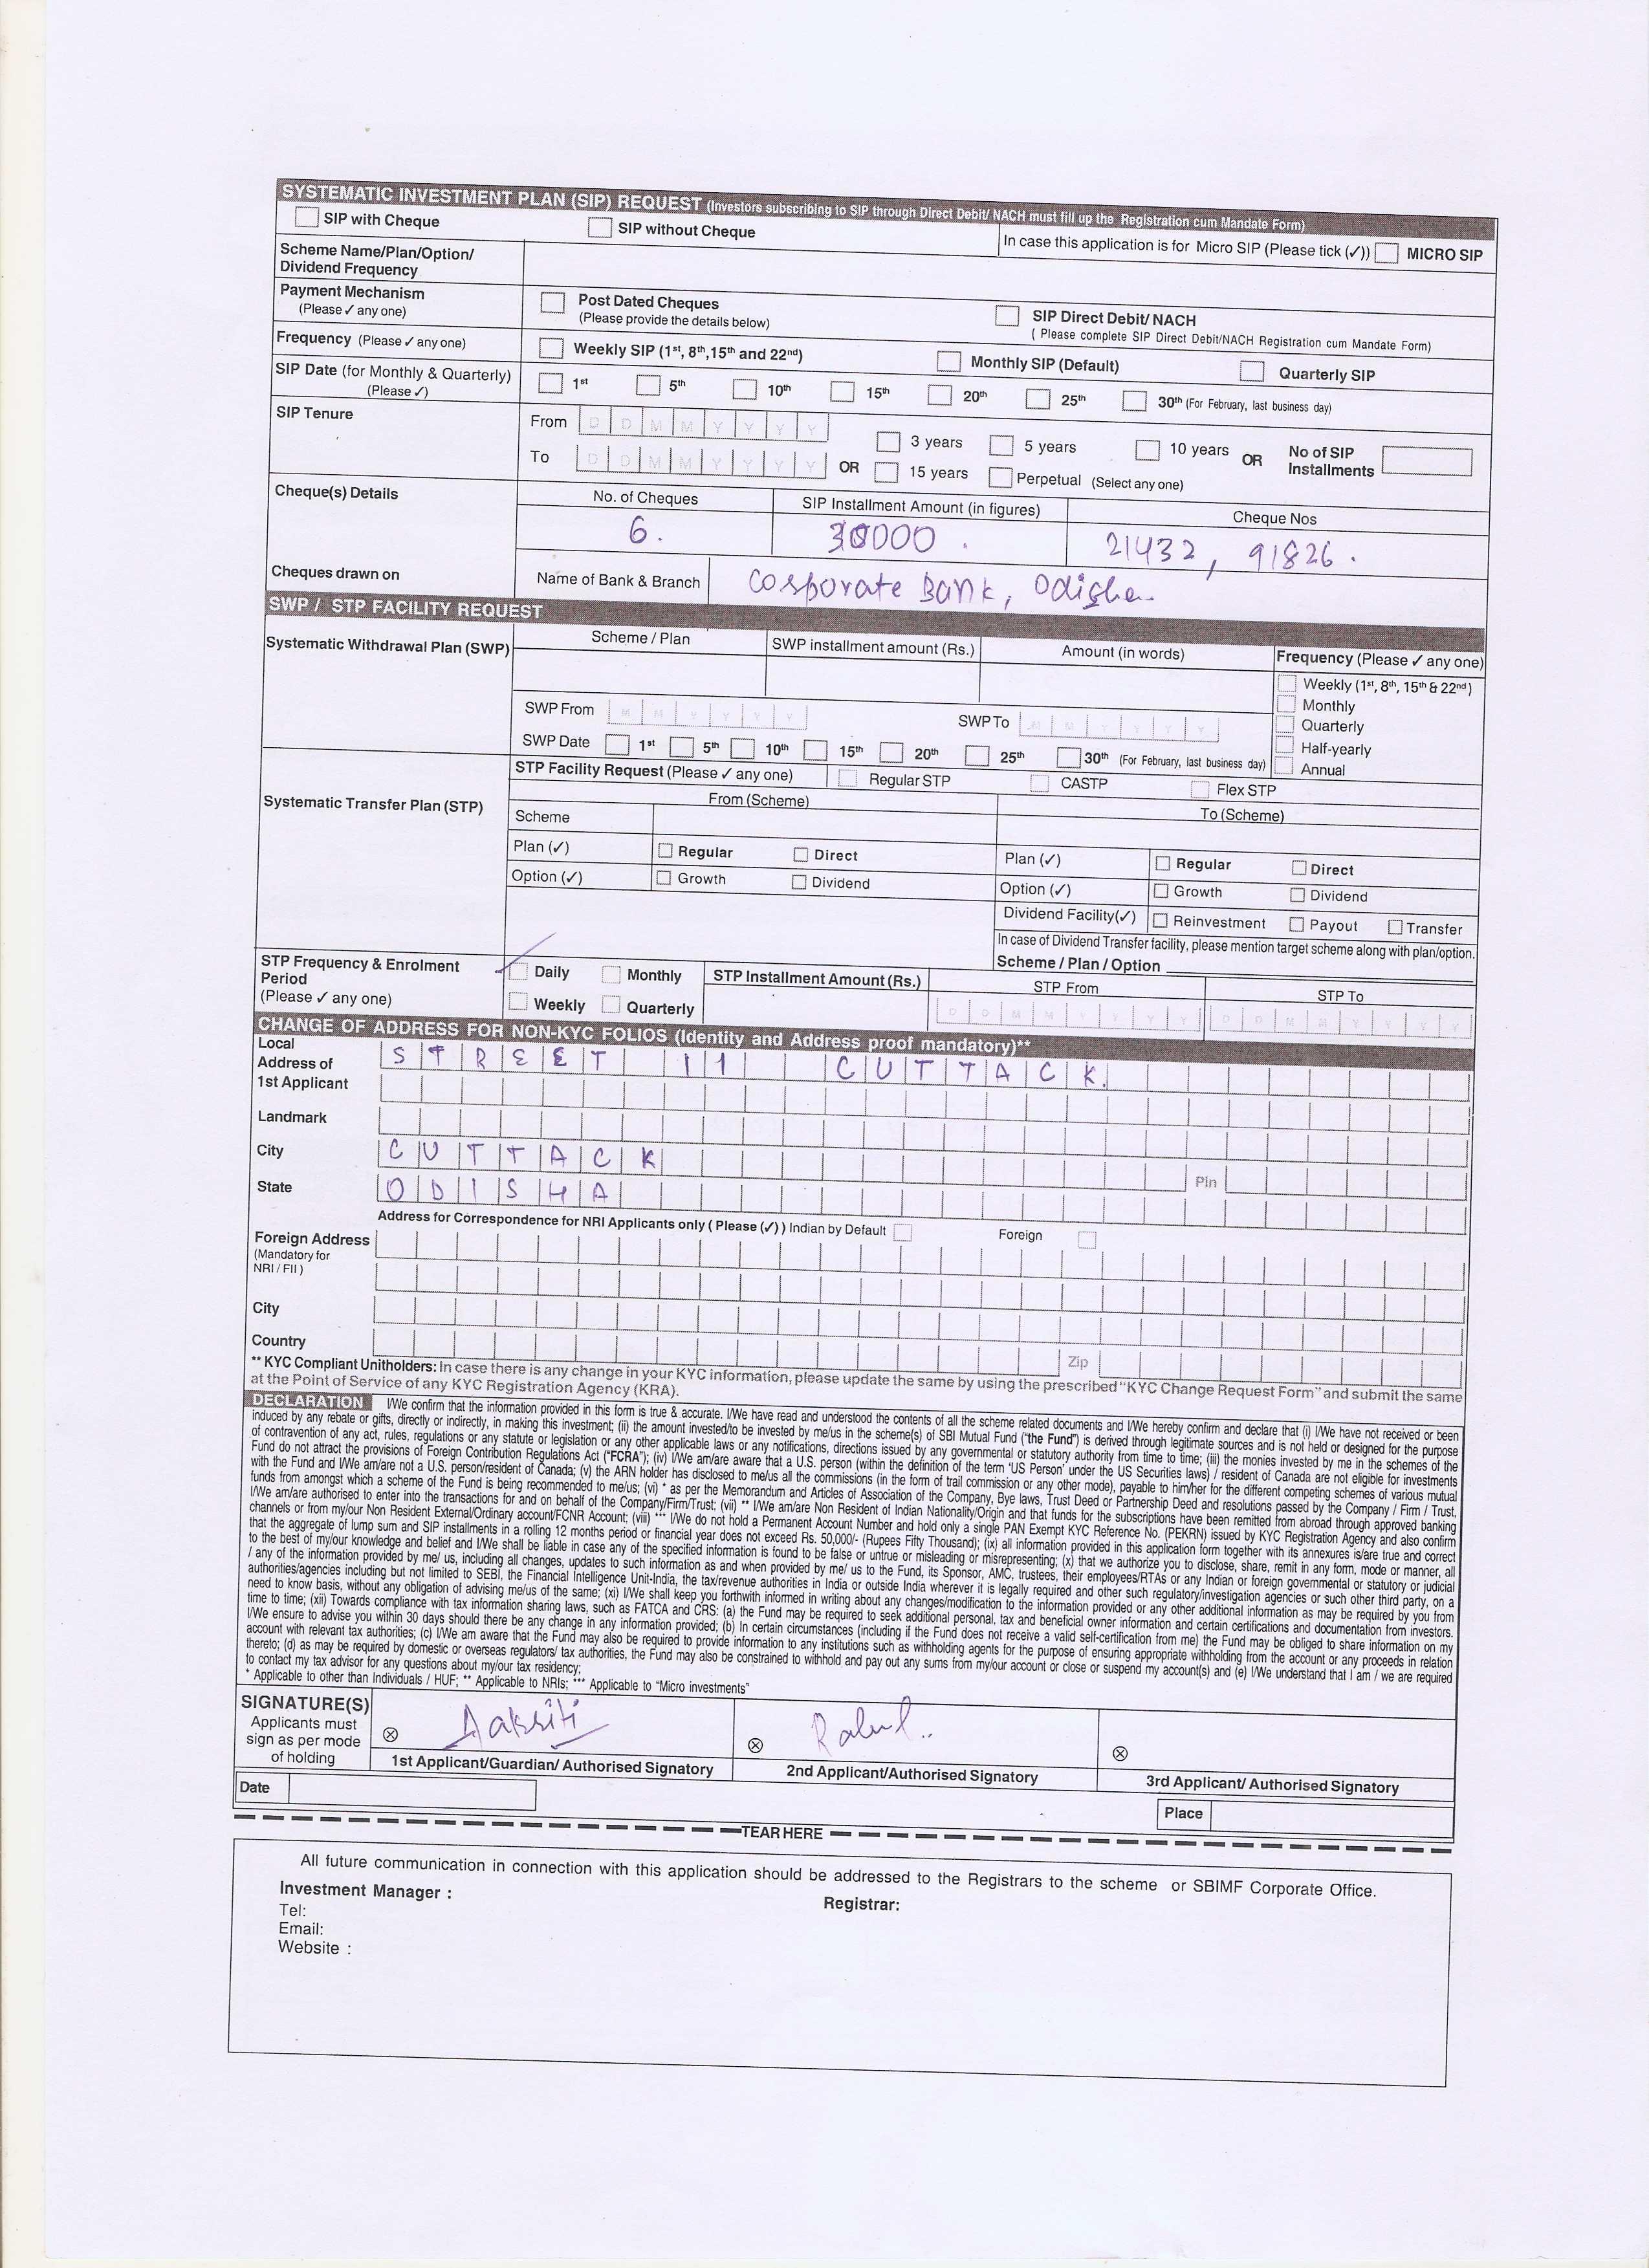 SYSTEMATIC INVESTMENT PLAN (SIP) REQUEST (Investors subscribing to SIP through Direct Debit/ NACH must fill up the Registration cum Mandate Form)
SIP with Cheque SIP without Cheque In case this application is for Micro SIP (Please tick (✓)) MICRO SIP
Scheme Name/Plan/Option/
Dividend Frequency
Payment Mechanism Post Dated Cheques SIP Direct Debit/ NACH
(Please ✓ any one) (Please provide the details below) ( Please complete SIP Direct Debit/NACH Registration cum Mandate Form)
Frequency (Please ✓ any one) Weekly SIP (1st, 8th,15th and 22nd) Monthly SIP (Default) Quarterly SIP
SIP Date (for Monthly & Quarterly) 1st 5th 10th 15th 20th 25th 30th (For February, last business day)
(Please ✓)
SIP Tenure From D D M M Y Y Y Y 3 years 5 years 10 years OR No of SIP
Installments
To D D M M Y Y Y Y OR 15 years Perpetual (Select any one)
Cheque(s) Details No. of Cheques SIP Installment Amount (in figures) Cheque Nos
6. 30000 . 21432, 91826 .
Cheques drawn on Name of Bank & Branch Corporate Bank, Odisha
SWP / STP FACILITY REQUEST
Systematic Withdrawal Plan (SWP) Scheme / Plan SWP installment amount (Rs.) Amount (in words) Frequency (Please ✓ any one)
Weekly (1st, 8th, 15th & 22nd)
Monthly
SWP From M M Y Y Y Y SWP To M M Y Y Y Y Quarterly
Half-yearly
SWP Date 1st 5th 10th 15th 20th 25th 30th (For February, last business day) Annual
STP Facility Request (Please ✓ any one) Regular STP CASTP Flex STP
Systematic Transfer Plan (STP) From (Scheme) To (Scheme)
Scheme
Plan (✓) Regular Direct Plan (✓) Regular Direct
Option (✓) Growth Dividend Option (✓) Growth Dividend
Dividend Facility(✓) Reinvestment Payout Transfer
In case of Dividend Transfer facility, please mention target scheme along with plan/option.
Scheme / Plan / Option
STP Frequency & Enrolment Daily Monthly STP Installment Amount (Rs.) STP From STP To
Period
(Please ✓ any one) Weekly Quarterly D D M M Y Y Y Y D D M M Y Y Y Y
CHANGE OF ADDRESS FOR NON-KYC FOLIOS (Identity and Address proof mandatory)**
Local
Address of STREET 11 CUTTACK.
1st Applicant
Landmark
City CUTTACK Pin
State ODISHA
Address for Correspondence for NRI Applicants only ( Please (✓) ) Indian by Default Foreign
Foreign Address
(Mandatory for
NRI / FII )
City
Country Zip
** KYC Compliant Unitholders: In case there is any change in your KYC information, please update the same by using the prescribed "KYC Change Request Form" and submit the same
at the Point of Service of any KYC Registration Agency (KRA).
DECLARATION I/We confirm that the information provided in this form is true & accurate. I/We have read and understood the contents of all the scheme related documents and I/We hereby confirm and declare that (i) I/We have not received or been
induced by any rebate or gifts, directly or indirectly, in making this investment; (ii) the amount invested/to be invested by me/us in the scheme(s) of SBI Mutual Fund ("the Fund") is derived through legitimate sources and is not held or designed for the purpose
of contravention of any act, rules, regulations or any statute or legislation or any other applicable laws or any notifications, directions issued by any governmental or statutory authority from time to time; (iii) the monies invested by me in the schemes of the
Fund do not attract the provisions of Foreign Contribution Regulations Act ("FCRA"); (iv) I/We am/are aware that a U.S. person (within the definition of the term 'US Person' under the US Securities laws) / resident of Canada are not eligible for investments
with the Fund and I/We am/are not a U.S. person/resident of Canada; (v) the ARN holder has disclosed to me/us all the commissions (in the form of trail commission or any other mode), payable to him/her for the different competing schemes of various mutual
funds from amongst which a scheme of the Fund is being recommended to me/us; (vi) * as per the Memorandum and Articles of Association of the Company, Bye laws, Trust Deed or Partnership Deed and resolutions passed by the Company / Firm / Trust,
I/We am/are authorised to enter into the transactions for and on behalf of the Company/Firm/Trust; (vii) ** I/We am/are Non Resident of Indian Nationality/Origin and that funds for the subscriptions have been remitted from abroad through approved banking
channels or from my/our Non Resident External/Ordinary account/FCNR Account; (viii) *** I/We do not hold a Permanent Account Number and hold only a single PAN Exempt KYC Reference No. (PEKRN) issued by KYC Registration Agency and also confirm
that the aggregate of lump sum and SIP installments in a rolling 12 months period or financial year does not exceed Rs. 50,000/- (Rupees Fifty Thousand); (ix) all information provided in this application form together with its annexures is/are true and correct
to the best of my/our knowledge and belief and I/We shall be liable in case any of the specified information is found to be false or untrue or misleading or misrepresenting; (x) that we authorize you to disclose, share, remit in any form, mode or manner, all
/ any of the information provided by me/ us, including all changes, updates to such information as and when provided by me/ us to the Fund, its Sponsor, AMC, trustees, their employees/RTAs or any Indian or foreign governmental or statutory or judicial
authorities/agencies including but not limited to SEBI, the Financial Intelligence Unit-India, the tax/revenue authorities in India or outside India wherever it is legally required and other such regulatory/investigation agencies or such other third party, on a
need to know basis, without any obligation of advising me/us of the same; (xi) I/We shall keep you forthwith informed in writing about any changes/modification to the information provided or any other additional information as may be required by you from
time to time; (xii) Towards compliance with tax information sharing laws, such as FATCA and CRS: (a) the Fund may be required to seek additional personal, tax and beneficial owner information and certain certifications and documentation from investors.
I/We ensure to advise you within 30 days should there be any change in any information provided; (b) In certain circumstances (including if the Fund does not receive a valid self-certification from me) the Fund may be obliged to share information on my
account with relevant tax authorities; (c) I/We am aware that the Fund may also be required to provide information to any institutions such as withholding agents for the purpose of ensuring appropriate withholding from the account or any proceeds in relation
thereto; (d) as may be required by domestic or overseas regulators/ tax authorities, the Fund may also be constrained to withhold and pay out any sums from my/our account or close or suspend my account(s) and (e) I/We understand that I am / we are required
to contact my tax advisor for any questions about my/our tax residency;
* Applicable to other than Individuals / HUF; ** Applicable to NRIs; *** Applicable to "Micro investments"
SIGNATURE(S)
Applicants must
sign as per mode
of holding
Aakriti Rahul..
1st Applicant/Guardian/ Authorised Signatory 2nd Applicant/Authorised Signatory 3rd Applicant/ Authorised Signatory
Date Place
TEAR HERE
All future communication in connection with this application should be addressed to the Registrars to the scheme or SBIMF Corporate Office.
Investment Manager : Registrar:
Tel:
Email:
Website :